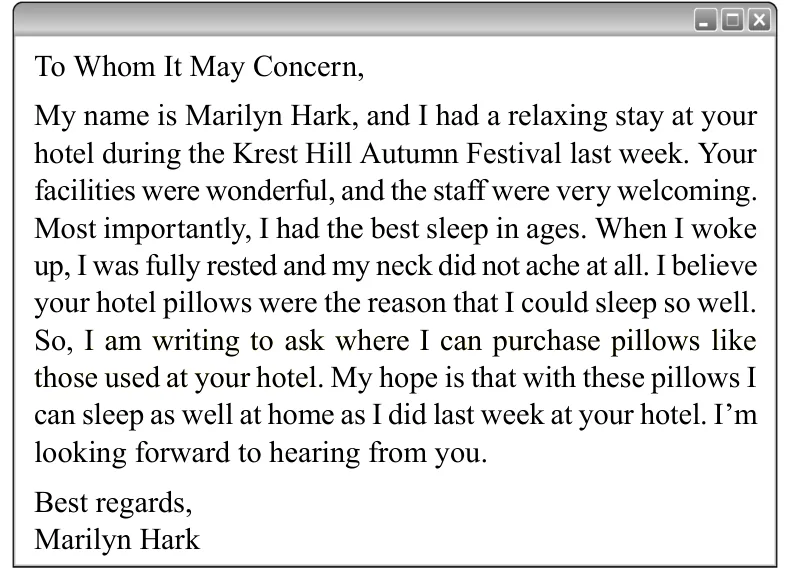 To Whom It May Concern,
My name is Marilyn Hark, and I had a relaxing stay at your
hotel during the Krest Hill Autumn Festival last week. Your
facilities were wonderful, and the staff were very welcoming.
Most importantly, I had the best sleep in ages. When I woke
up, I was fully rested and my neck did not ache at all. I believe
your hotel pillows were the reason that I could sleep so well.
So, I am writing to ask where I can purchase pillows like
those used at your hotel. My hope is that with these pillows I
can sleep as well at home as I did last week at your hotel. I’m
looking forward to hearing from you.
Best regards,
Marilyn Hark